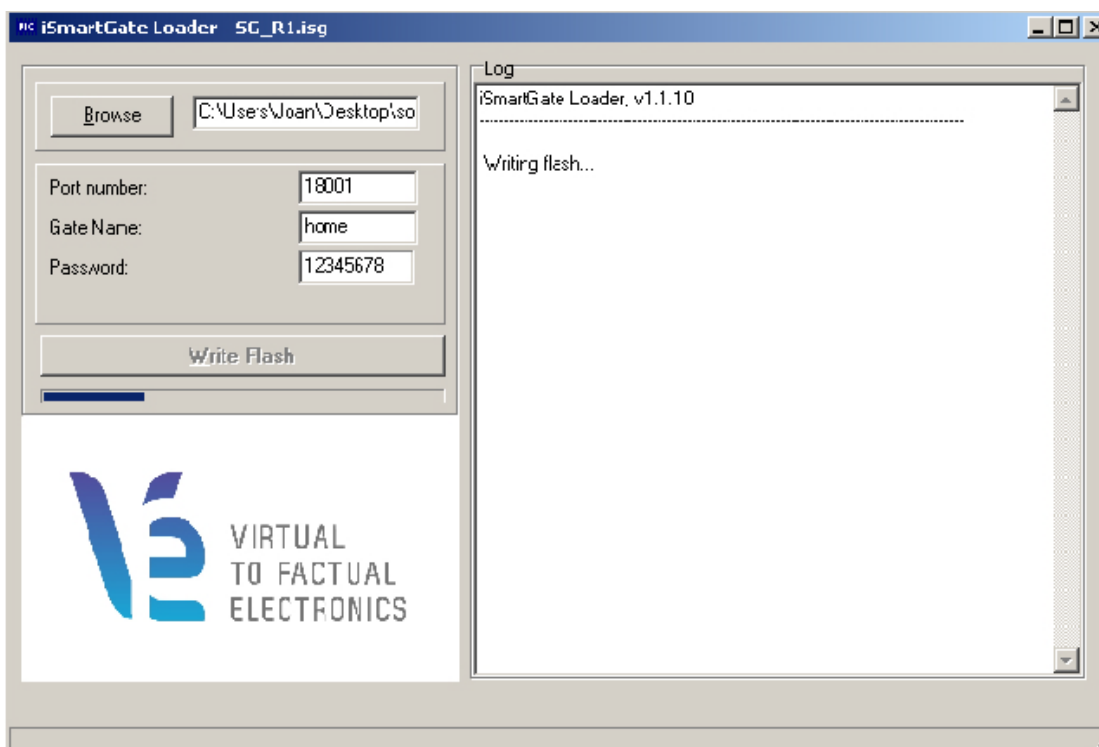 iSmartGate Loader SG_R1.isg
Browse
C:\Users\Joan\Desktop\so
Port number:
18001
Gate Name:
home
Password:
12345678
Write Flash
VIRTUAL
TO FACTUAL
ELECTRONICS
Log
iSmartGate Loader, v1.1.10
Writing flash...